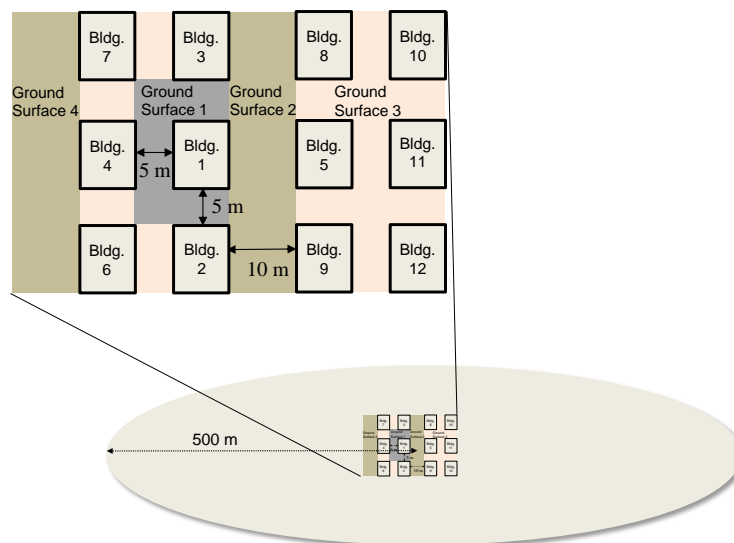 Bldg.
7
Bldg.
3
Bldg.
8
Bldg.
10
Ground
Surface 4
Ground
Surface 1
Ground
Surface 2
Ground
Surface 3
Bldg.
4
Bldg.
1
Bldg.
5
Bldg.
11
5 m
5 m
Bldg.
6
Bldg.
2
Bldg.
9
Bldg.
12
10 m
500 m